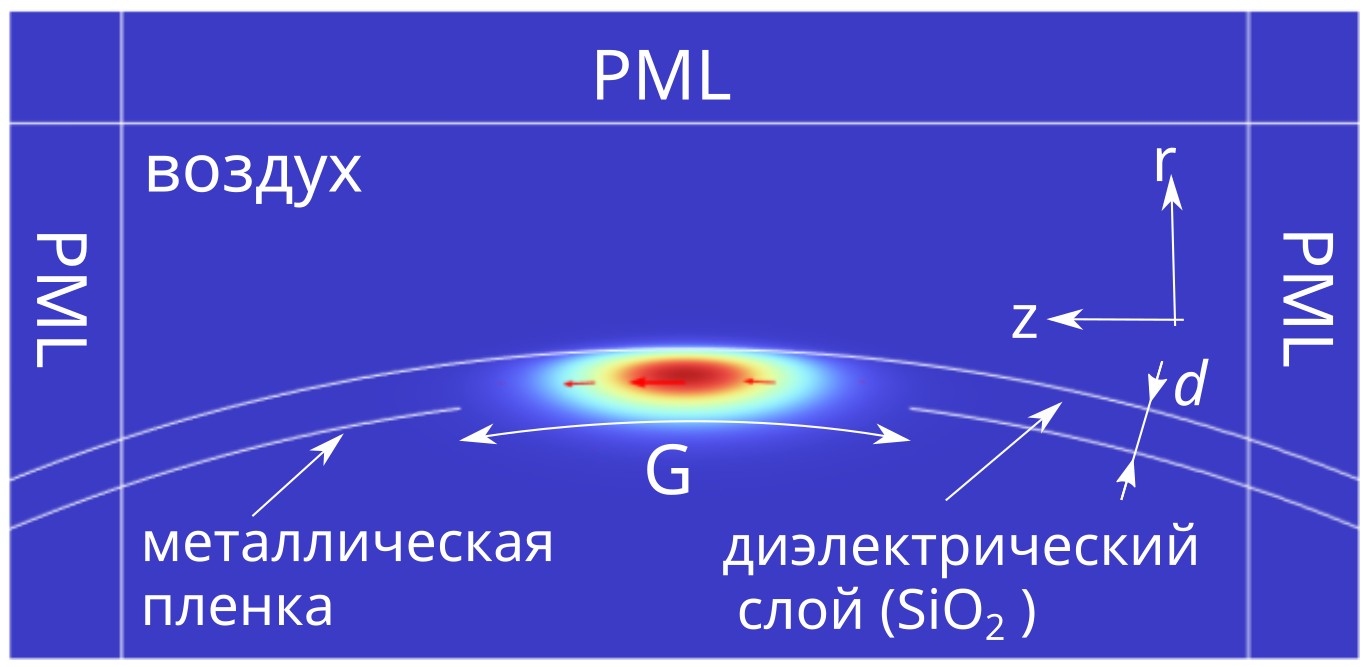 PML
воздух
r
PML
PML
z
d
G
металлическая
пленка
диэлектрический
слой (SiO₂ )